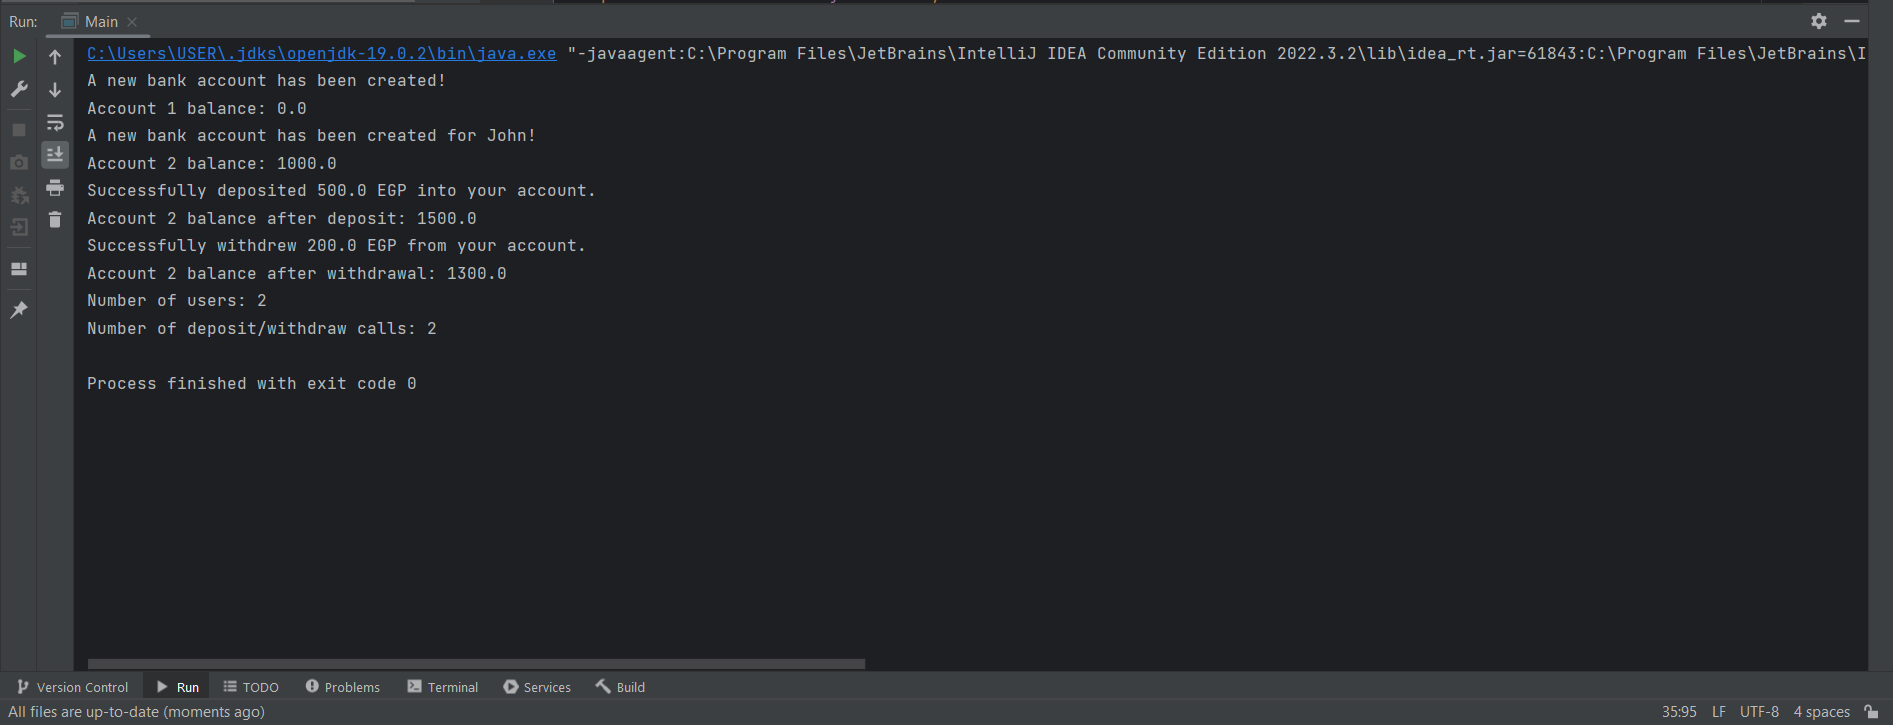 Run: Main
C:\Users\USER\.jdks\openjdk-19.0.2\bin\java.exe "-javaagent:C:\Program Files\JetBrains\IntelliJ IDEA Community Edition 2022.3.2\lib\idea_rt.jar=61843:C:\Program Files\JetBrains\I
A new bank account has been created!
Account 1 balance: 0.0
A new bank account has been created for John!
Account 2 balance: 1000.0
Successfully deposited 500.0 EGP into your account.
Account 2 balance after deposit: 1500.0
Successfully withdrew 200.0 EGP from your account.
Account 2 balance after withdrawal: 1300.0
Number of users: 2
Number of deposit/withdraw calls: 2
Process finished with exit code 0
Version Control Run TODO Problems Terminal Services Build
All files are up-to-date (moments ago) 35:95 LF UTF-8 4 spaces